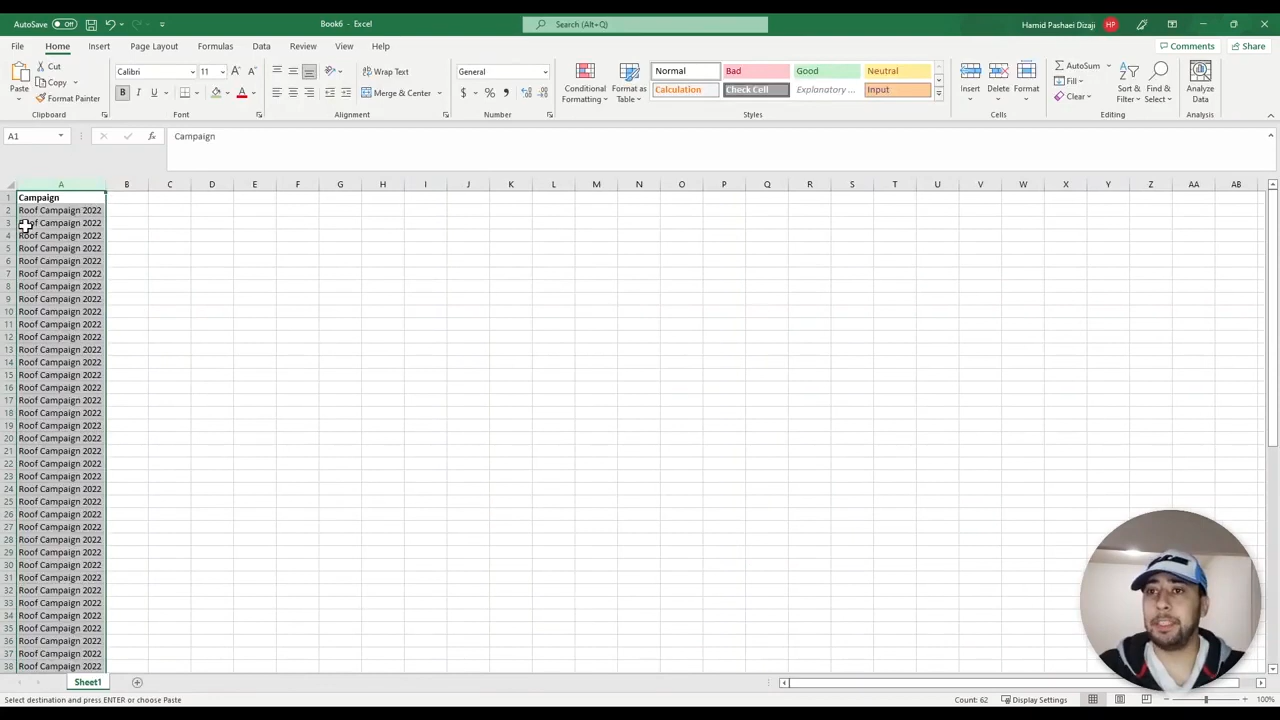 AutoSave Off Book6 - Excel Search (Alt+Q) Hamid Pashaei Dizaji HP
File Home Insert Page Layout Formulas Data Review View Help Comments Share
Paste
Cut
Copy
Format Painter
Clipboard
Calibri 11
B I U
Font
Wrap Text
Merge & Center
Alignment
General
$ % ,
Number
Conditional
Formatting
Format as
Table
Normal Bad Good Neutral
Calculation Check Cell Explanatory ... Input
Styles
Insert Delete Format
Cells
AutoSum
Fill
Clear
Sort &
Filter
Find &
Select
Editing
Analyze
Data
Analysis
A1 fx Campaign
A B C D E F G H I J K L M N O P Q R S T U V W X Y Z AA AB
1 Campaign
2 Roof Campaign 2022
3 of Campaign 2022
4 Roof Campaign 2022
5 Roof Campaign 2022
6 Roof Campaign 2022
7 Roof Campaign 2022
8 Roof Campaign 2022
9 Roof Campaign 2022
10 Roof Campaign 2022
11 Roof Campaign 2022
12 Roof Campaign 2022
13 Roof Campaign 2022
14 Roof Campaign 2022
15 Roof Campaign 2022
16 Roof Campaign 2022
17 Roof Campaign 2022
18 Roof Campaign 2022
19 Roof Campaign 2022
20 Roof Campaign 2022
21 Roof Campaign 2022
22 Roof Campaign 2022
23 Roof Campaign 2022
24 Roof Campaign 2022
25 Roof Campaign 2022
26 Roof Campaign 2022
27 Roof Campaign 2022
28 Roof Campaign 2022
29 Roof Campaign 2022
30 Roof Campaign 2022
31 Roof Campaign 2022
32 Roof Campaign 2022
33 Roof Campaign 2022
34 Roof Campaign 2022
35 Roof Campaign 2022
36 Roof Campaign 2022
37 Roof Campaign 2022
38 Roof Campaign 2022
Sheet1
Select destination and press ENTER or choose Paste Count: 62 Display Settings 100%